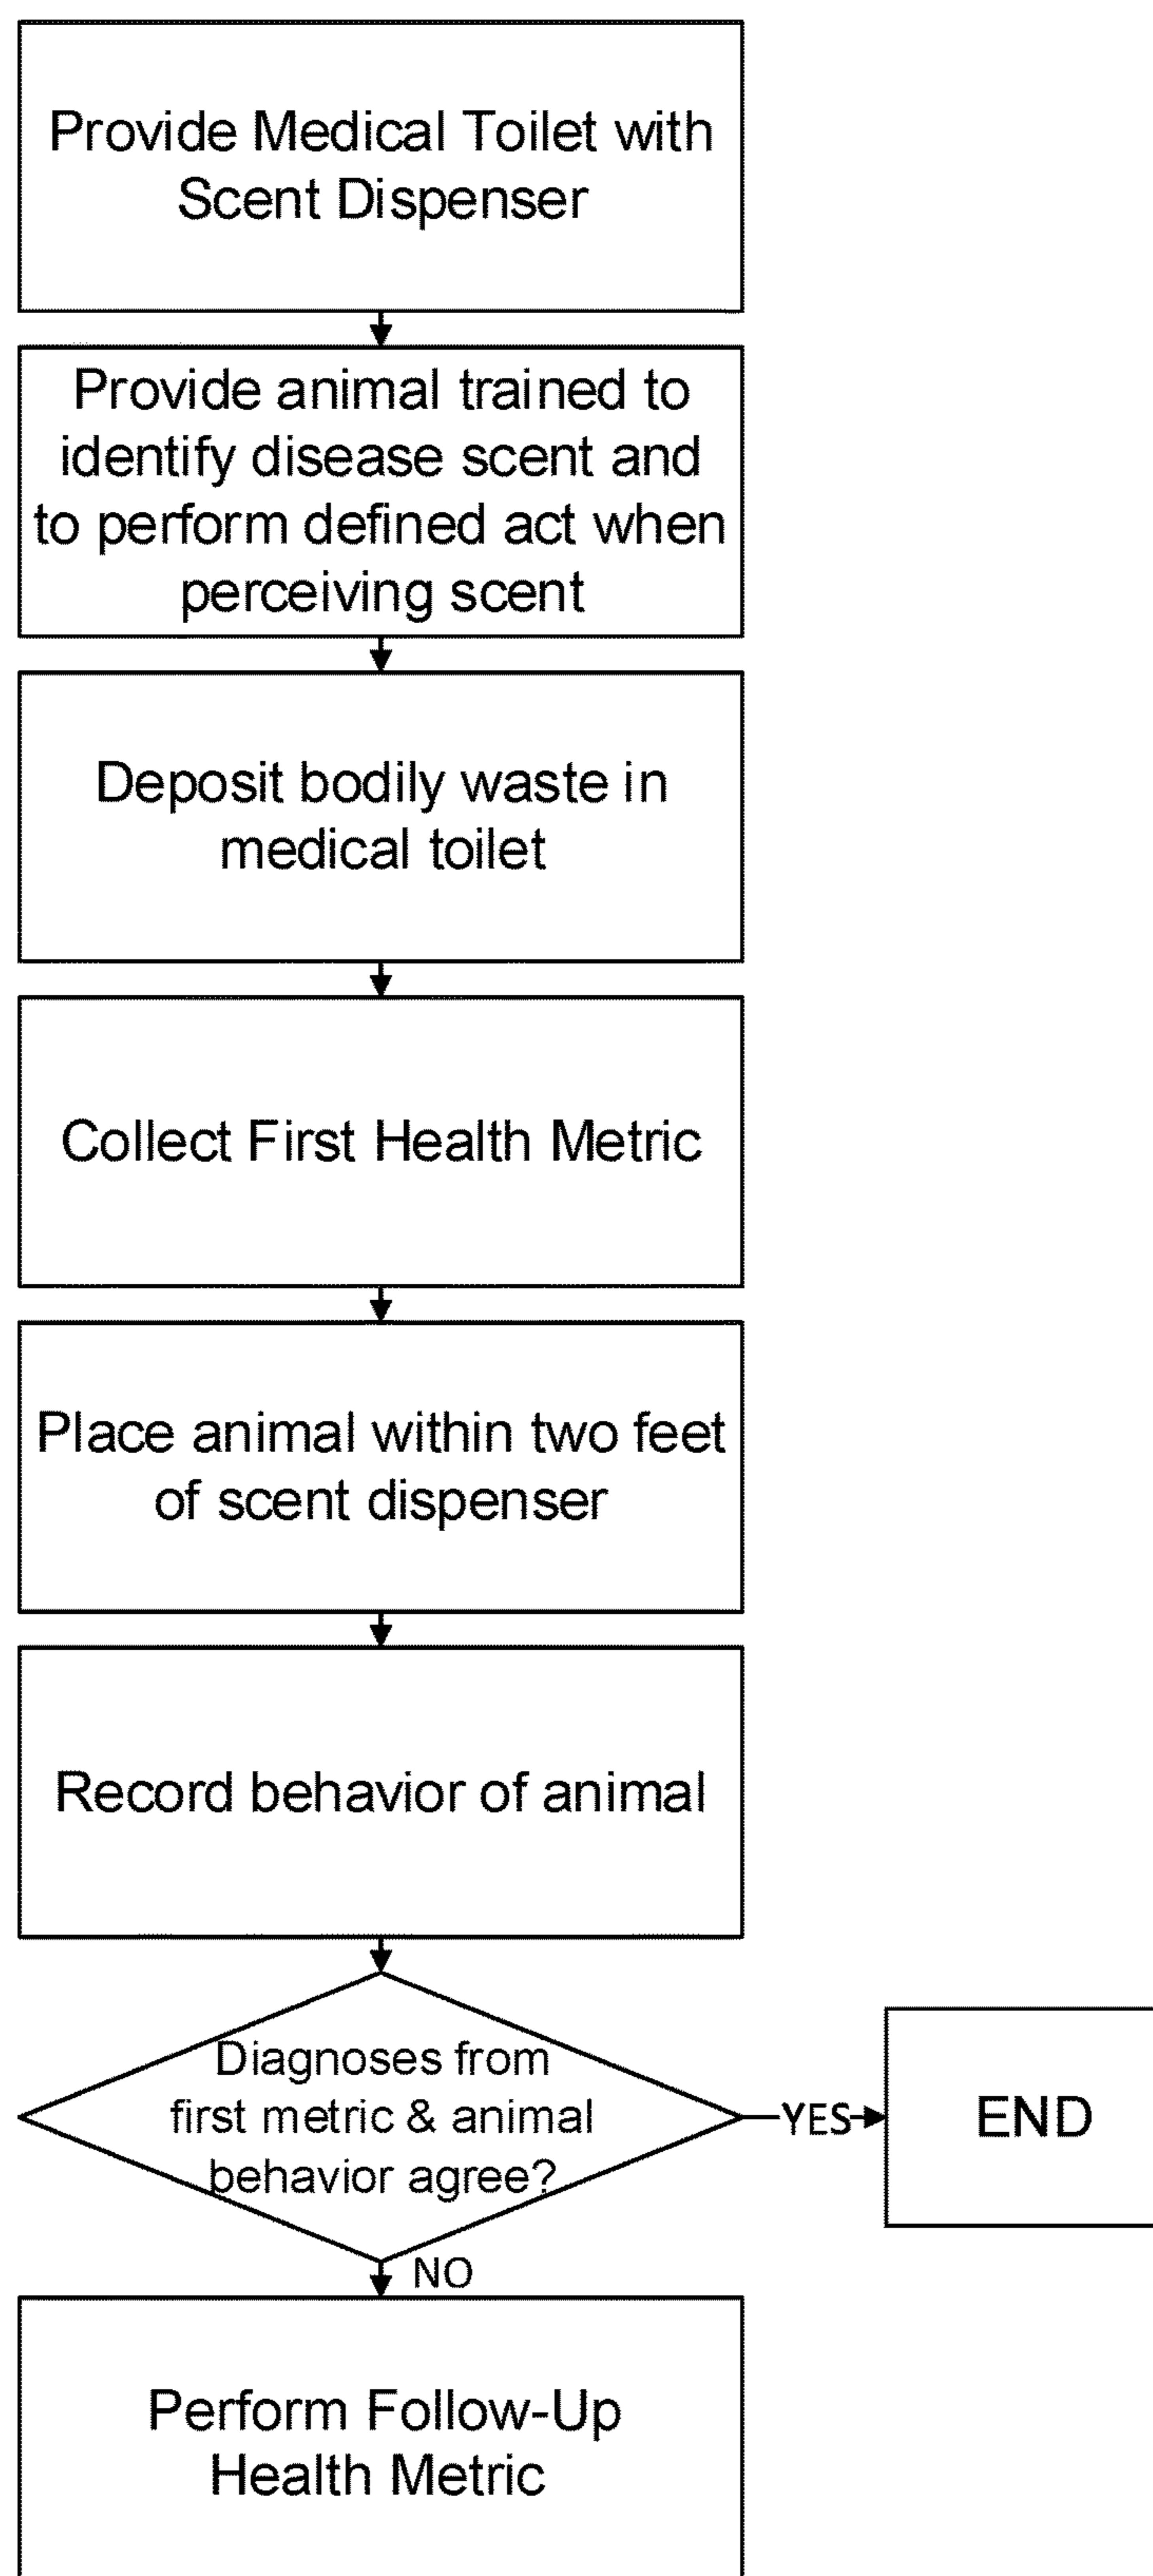 Provide Medical Toilet with
Scent Dispenser
Provide animal trained to
identify disease scent and
to perform defined act when
perceiving scent
Deposit bodily waste in
medical toilet
Collect First Health Metric
Place animal within two feet
of scent dispenser
Record behavior of animal
Diagnoses from
first metric & animal
behavior agree?
YES
END
NO
Perform Follow-Up
Health Metric